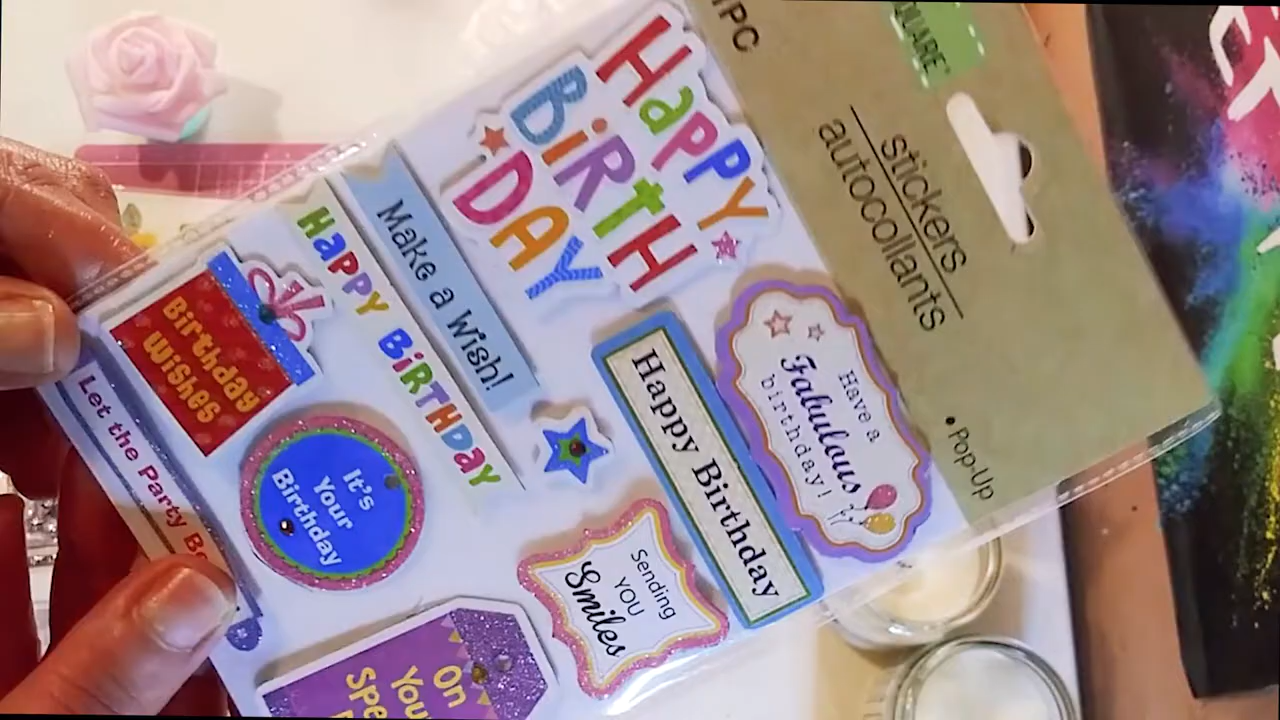 PC
QUARE
stickers
autocollants
• Pop-Up
HAPPY
BIRTH
DAY
Make a Wish!
HAPPY BIRTHDAY
Birthday
Wishes
Let the Party
It's
Your
Birthday
Happy Birthday
Have a
Fabulous
birthday!
Sending
YOU
Smiles
On